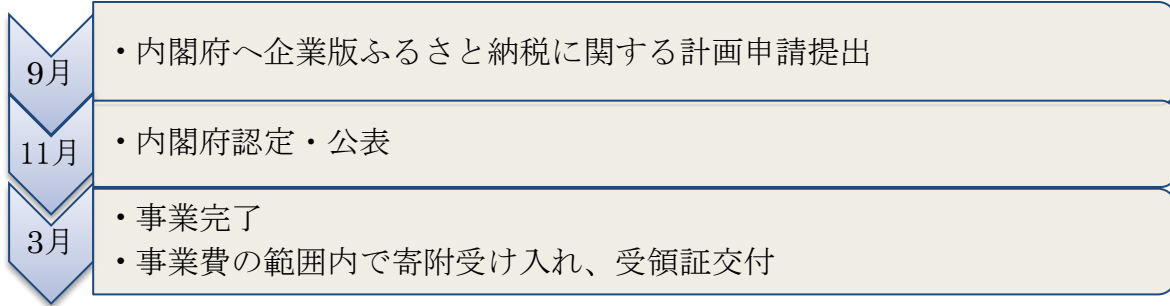 9月
・内閣府へ企業版ふるさと納税に関する計画申請提出
11月
・内閣府認定・公表
3月
・事業完了
・事業費の範囲内で寄附受け入れ、受領証交付